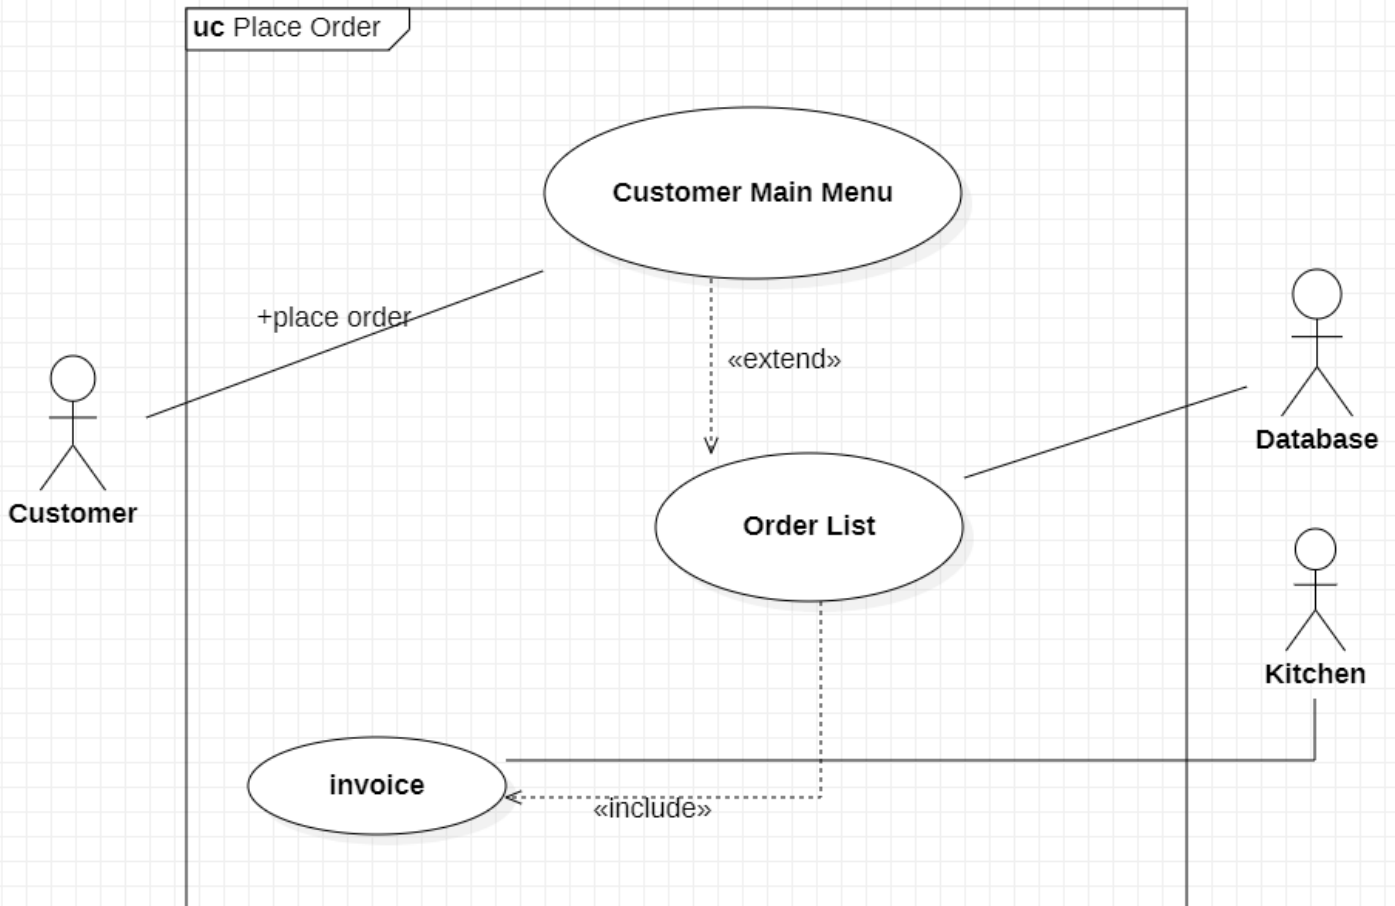 uc Place Order
Customer Main Menu
+place order
«extend»
Database
Customer
Order List
Kitchen
invoice
«include»